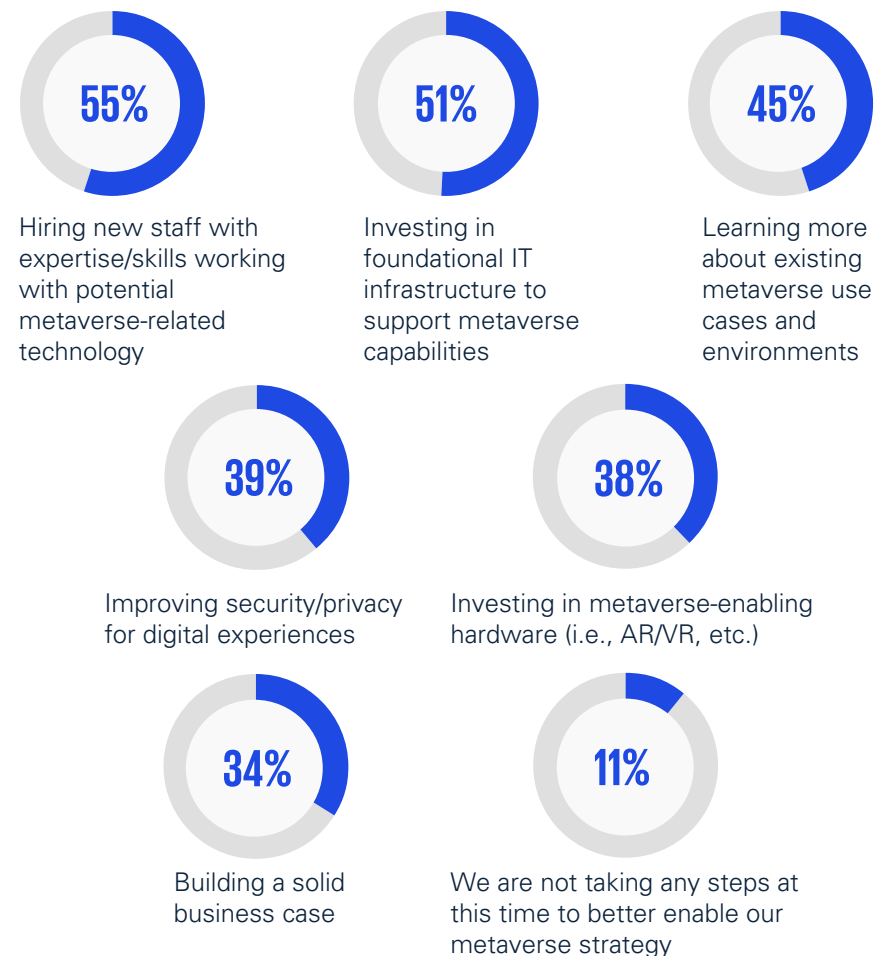 55%
Hiring new staff with
expertise/skills working
with potential
metaverse-related
technology
51%
Investing in
foundational IT
infrastructure to
support metaverse
capabilities
45%
Learning more
about existing
metaverse use
cases and
environments
39%
Improving security/privacy
for digital experiences
38%
Investing in metaverse-enabling
hardware (i.e., AR/VR, etc.)
34%
Building a solid
business case
11%
We are not taking any steps at
this time to better enable our
metaverse strategy